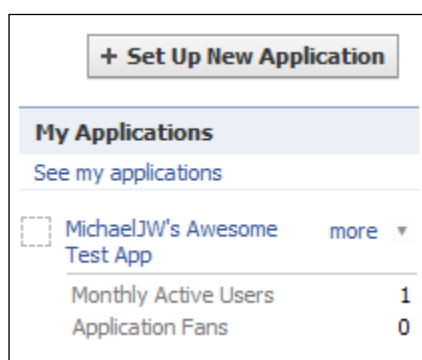 + Set Up New Application
My Applications
See my applications
MichaelJW's Awesome more
Test App
Monthly Active Users 1
Application Fans 0